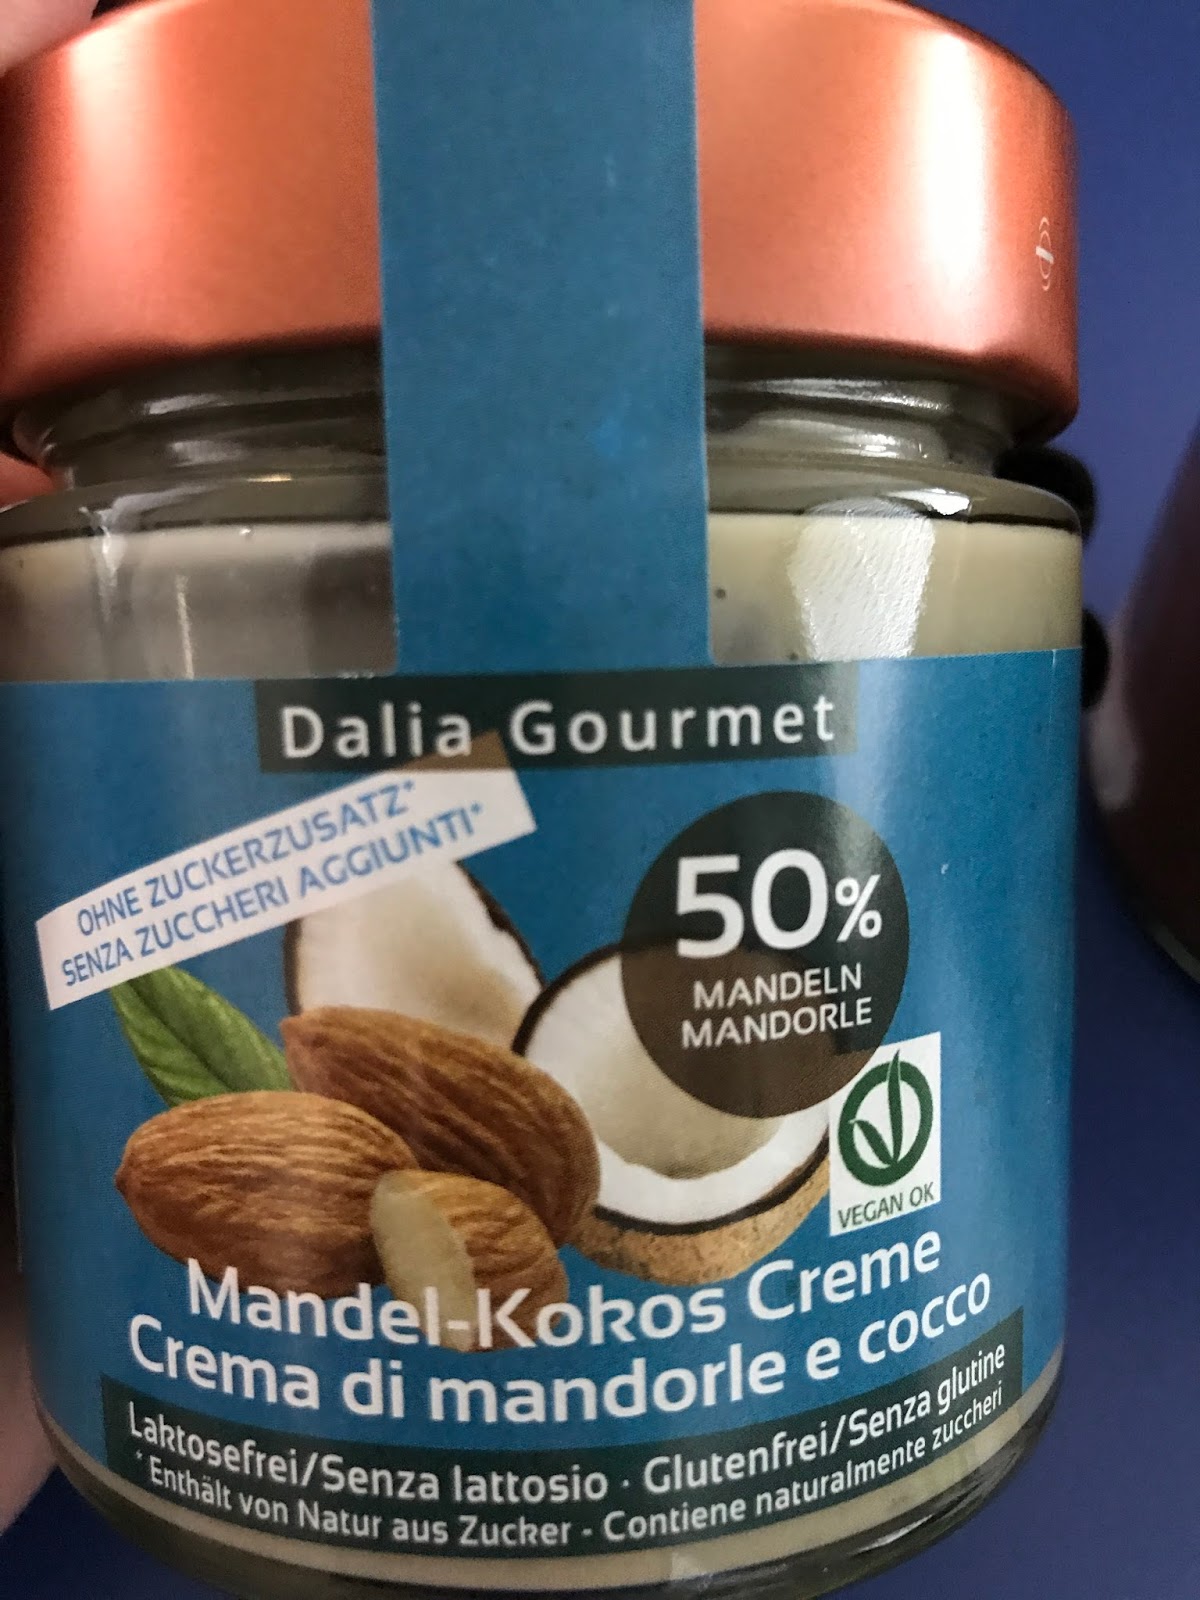 Dalia Gourmet
OHNE ZUCKERZUSATZ*
SENZA ZUCCHERI AGGIUNTI*
50%
MANDELN
MANDORLE
VEGAN OK
Mandel-Kokos Creme
Crema di mandorle e cocco
Laktosefrei/Senza lattosio · Glutenfrei/Senza glutine
* Enthält von Natur aus Zucker - Contiene naturalmente zuccheri